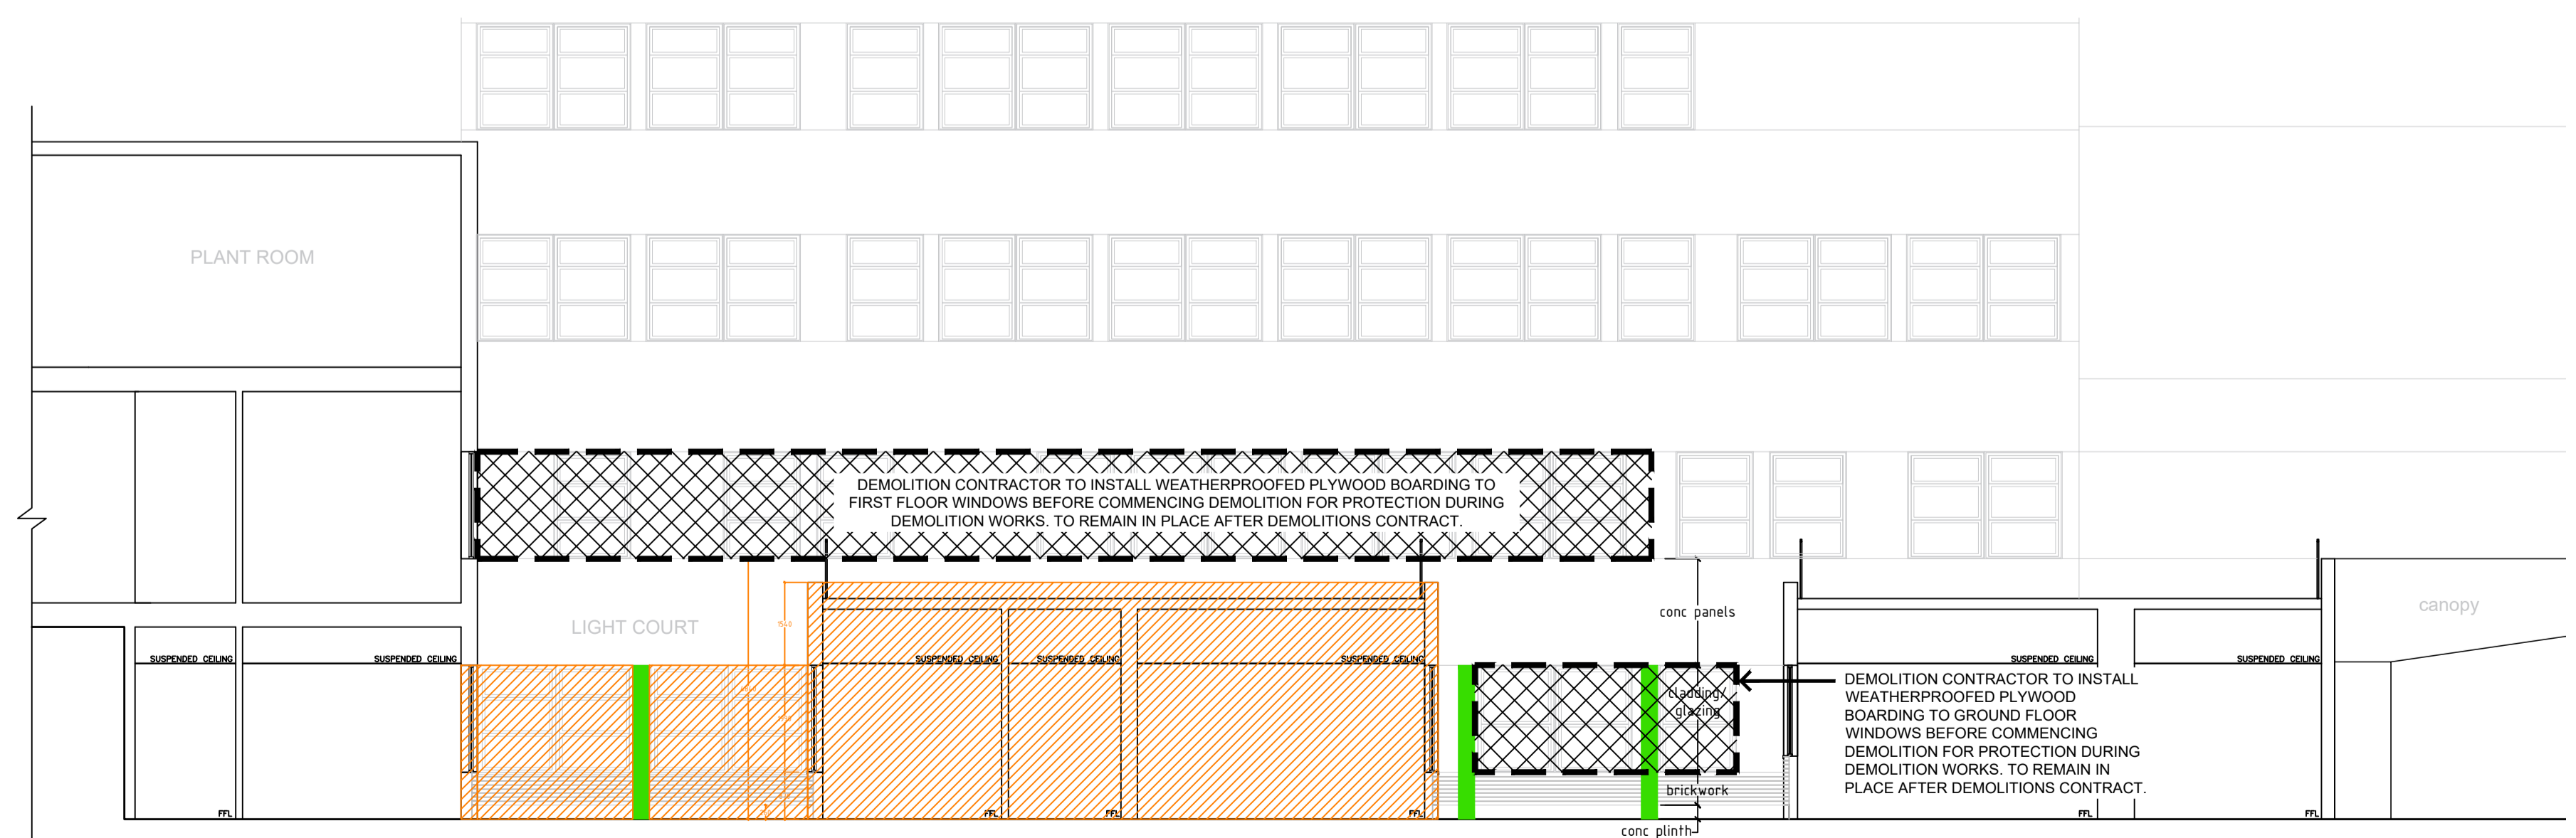 PLANT ROOM
DEMOLITION CONTRACTOR TO INSTALL WEATHERPROOFED PLYWOOD BOARDING TO
FIRST FLOOR WINDOWS BEFORE COMMENCING DEMOLITION FOR PROTECTION DURING
DEMOLITION WORKS. TO REMAIN IN PLACE AFTER DEMOLITIONS CONTRACT.
LIGHT COURT
1540
conc panels
canopy
SUSPENDED CEILING
SUSPENDED CEILING
SUSPENDED CEILING
SUSPENDED CEILING
SUSPENDED CEILING
SUSPENDED CEILING
SUSPENDED CEILING
cladding/
glazing
DEMOLITION CONTRACTOR TO INSTALL
WEATHERPROOFED PLYWOOD
BOARDING TO GROUND FLOOR
WINDOWS BEFORE COMMENCING
DEMOLITION FOR PROTECTION DURING
DEMOLITION WORKS. TO REMAIN IN
PLACE AFTER DEMOLITIONS CONTRACT.
brickwork
FFL
FFL
FFL
FFL
FFL
FFL
conc plinth